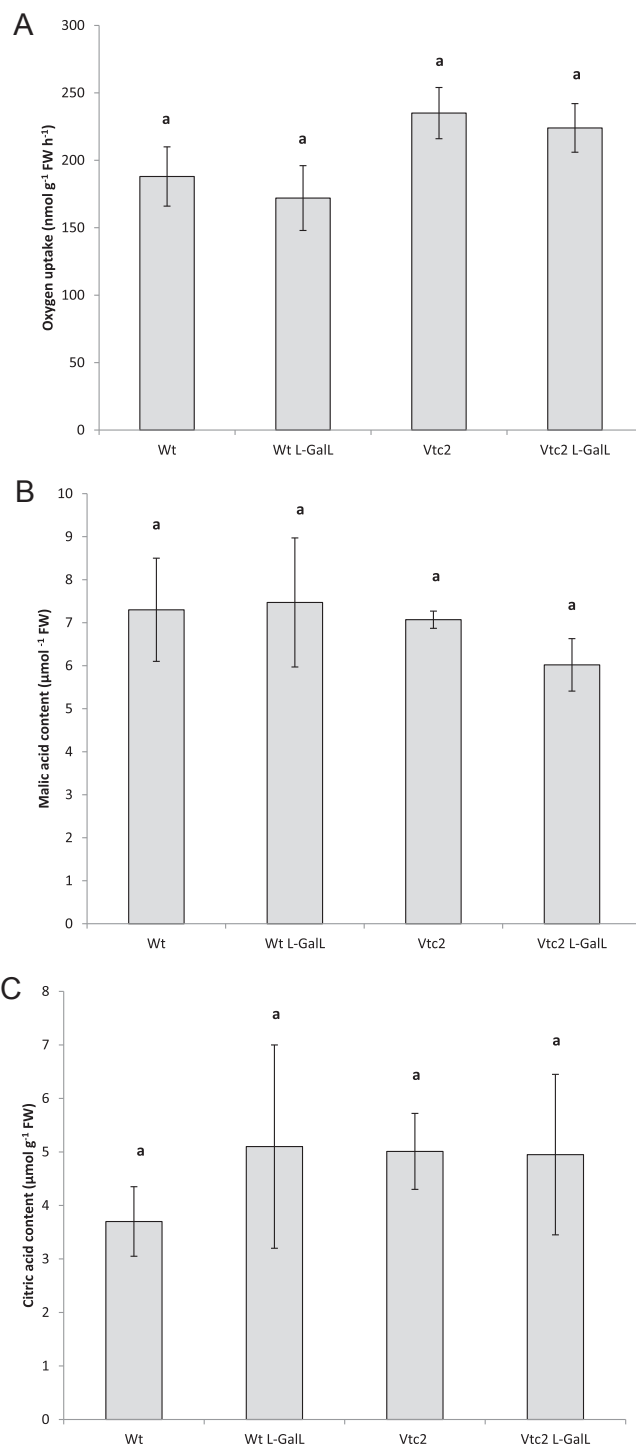 A
Oxygen uptake (nmol g-1 FW h-1)
300
250
200
150
100
50
0
a
a
a
a
Wt
Wt L-GalL
Vtc2
Vtc2 L-GalL
B
Malic acid content (µmol -1 FW)
10
9
8
7
6
5
4
3
2
1
0
a
a
a
a
Wt
Wt L-GalL
Vtc2
Vtc2 L-GalL
C
Citric acid content (µmol g-1 FW)
8
7
6
5
4
3
2
1
0
a
a
a
a
Wt
Wt L-GalL
Vtc2
Vtc2 L-GalL